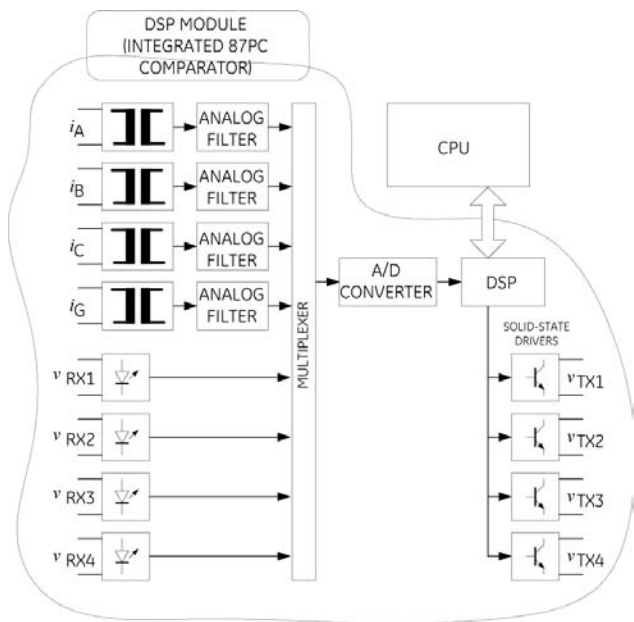 DSP MODULE
(INTEGRATED 87PC
COMPARATOR)
iA
ANALOG
FILTER
iB
ANALOG
FILTER
iC
ANALOG
FILTER
iG
ANALOG
FILTER
v RX1
v RX2
v RX3
v RX4
MULTIPLEXER
A/D
CONVERTER
CPU
DSP
SOLID-STATE
DRIVERS
vTX1
vTX2
vTX3
vTX4